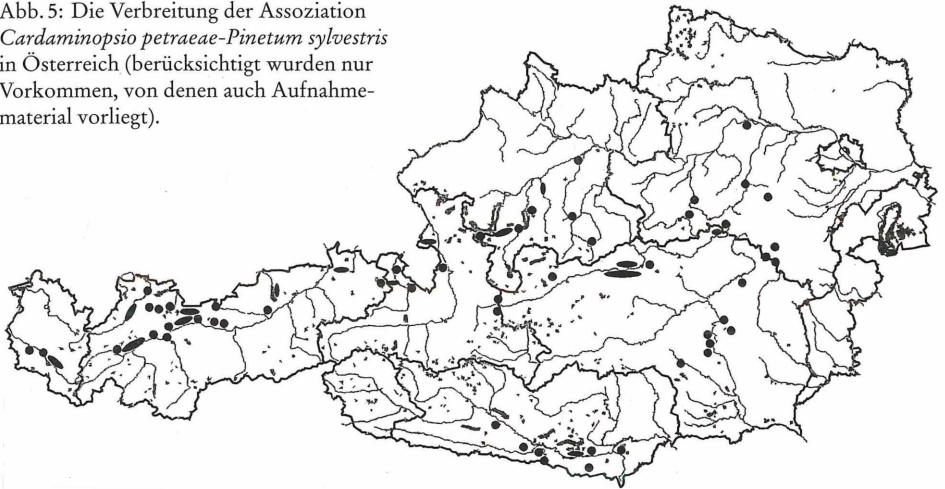 Abb. 5: Die Verbreitung der Assoziation
Cardaminopsio petraeae-Pinetum sylvestris
in Österreich (berücksichtigt wurden nur
Vorkommen, von denen auch Aufnahme-
material vorliegt).